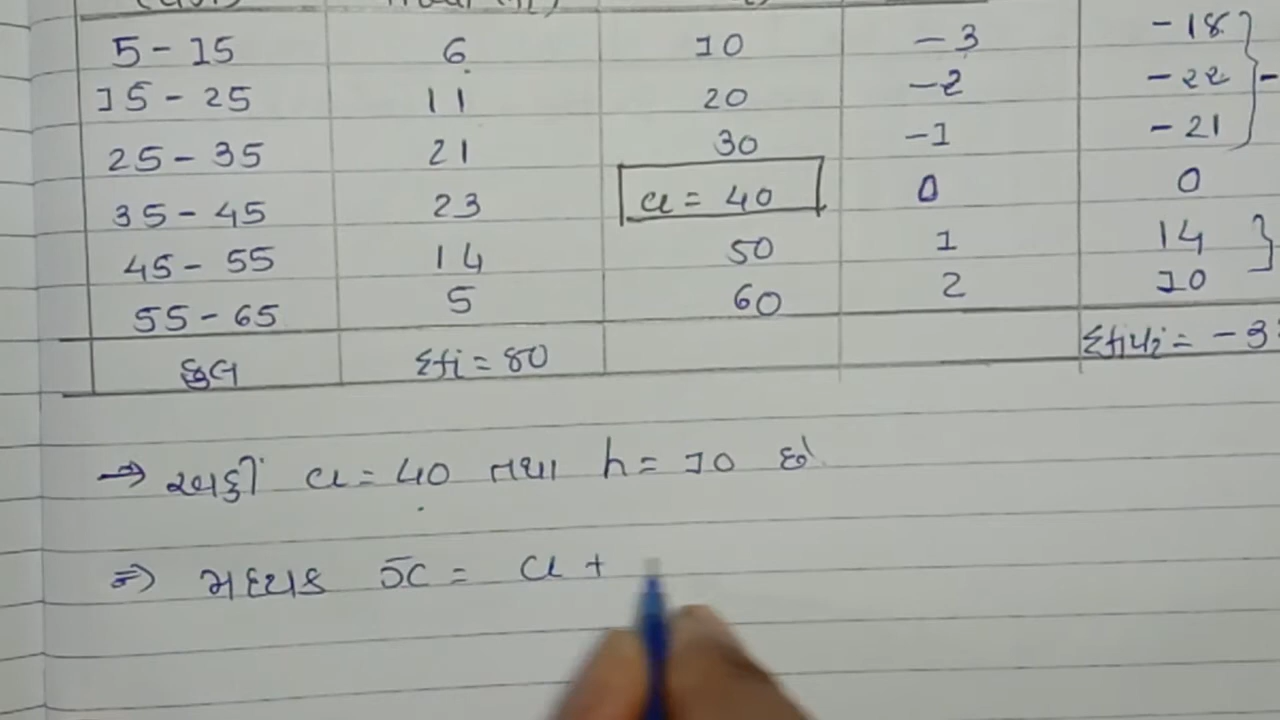 5-15 6 10 -3 -18
15-25 11 20 -2 -22
25-35 21 30 -1 -21
35-45 23 a = 40 0 0
45-55 14 50 1 14
55-65 5 60 2 10
કુલ Σfi = 80 Σfiui = -3
→ અહીં a = 40 તથા h = 10 છે.
⇒ મધ્યક x̄ = a +